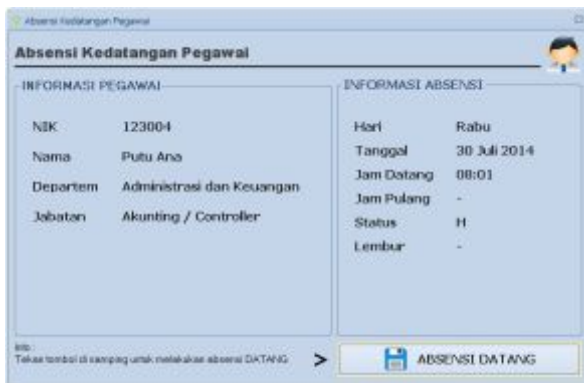 Absensi Kedatangan Pegawai
Absensi Kedatangan Pegawai
INFORMASI PEGAWAI
NIK 123004
Nama Putu Ana
Departem Administrasi dan Keuangan
Jabatan Akunting / Controller
INFORMASI ABSENSI
Hari Rabu
Tanggal 30 Juli 2014
Jam Datang 08:01
Jam Pulang -
Status H
Lembur -
Info :
Tekan tombol di samping untuk melakukan absensi DATANG >
ABSENSI DATANG